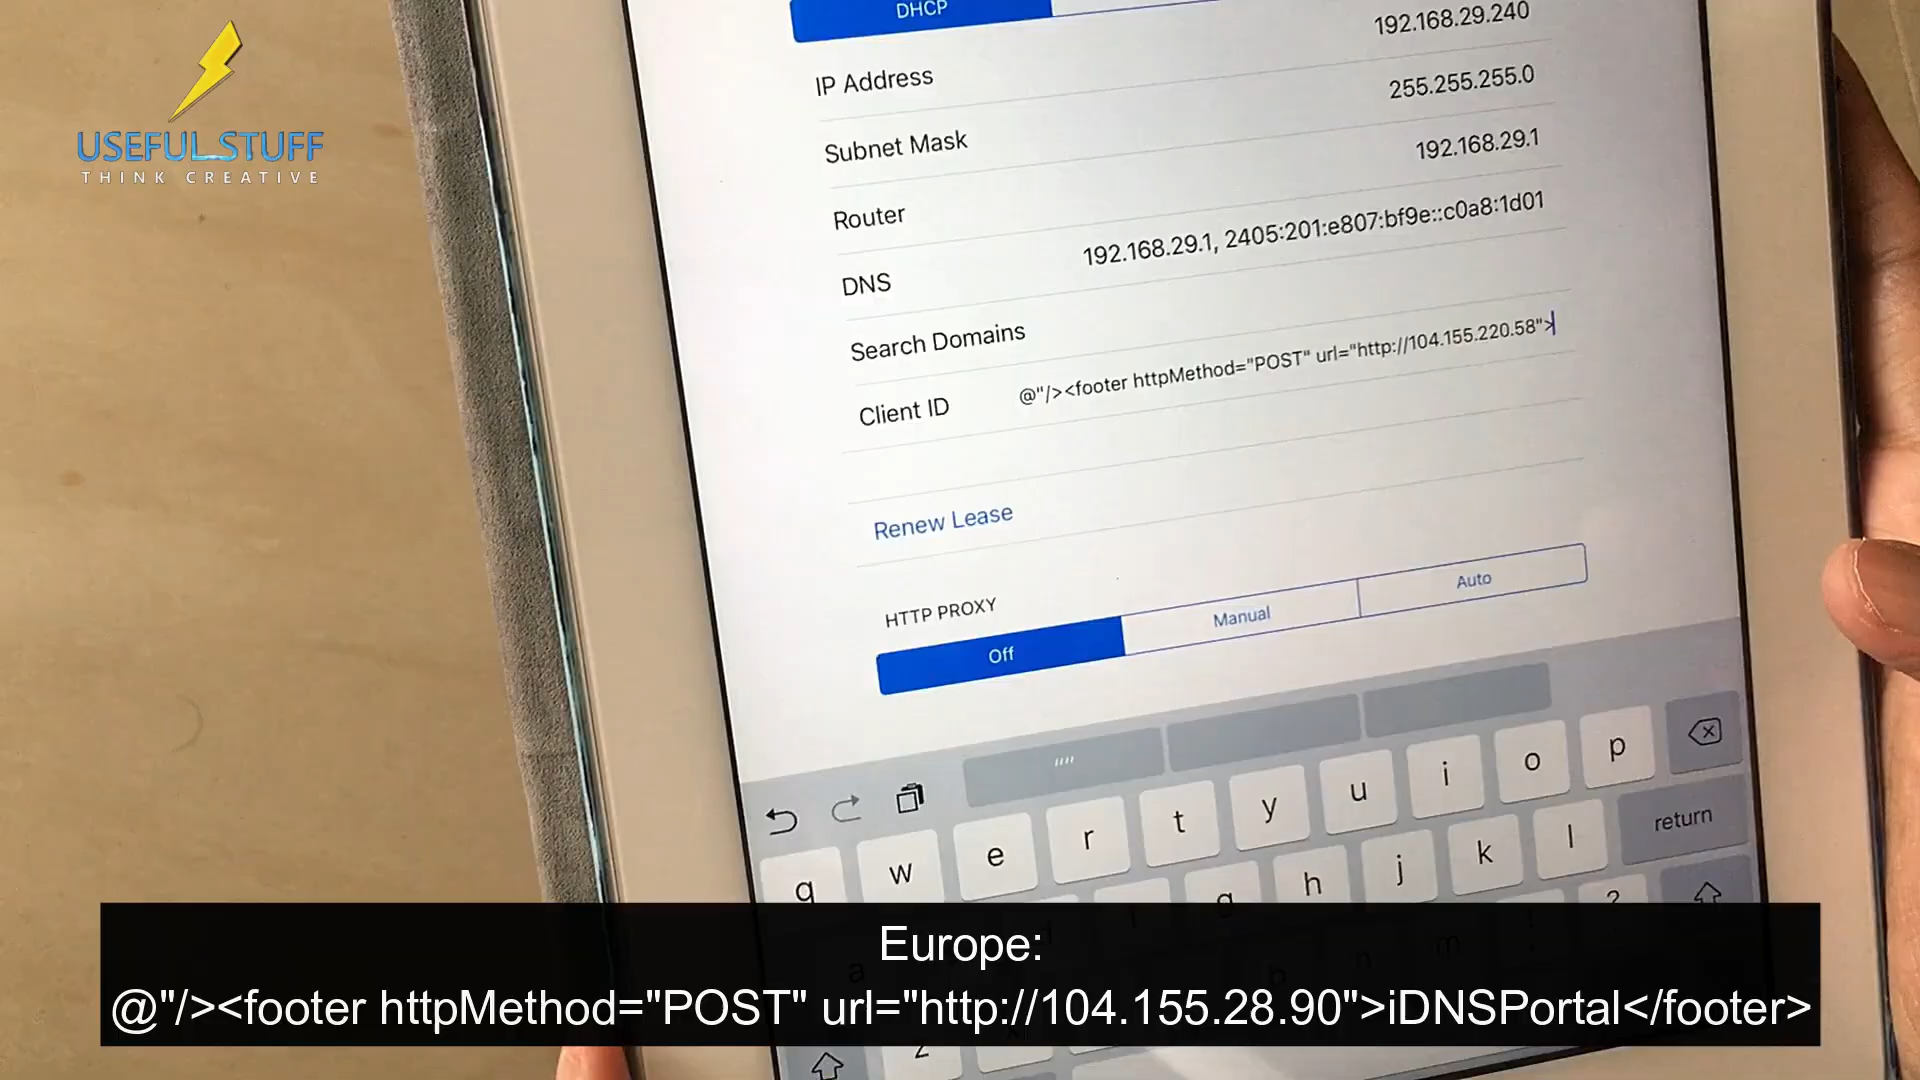 USEFUL STUFF
THINK CREATIVE
DHCP
IP Address
192.168.29.240
Subnet Mask
255.255.255.0
Router
192.168.29.1
DNS
192.168.29.1, 2405:201:e807:bf9e::c0a8:1d01
Search Domains
Client ID
@"/><footer httpMethod="POST" url="http://104.155.220.58">
Renew Lease
HTTP PROXY
Off
Manual
Auto
""
q w e r t y u i o p
return
h j k l
Europe:
@"/><footer httpMethod="POST" url="http://104.155.28.90">iDNSPortal</footer>